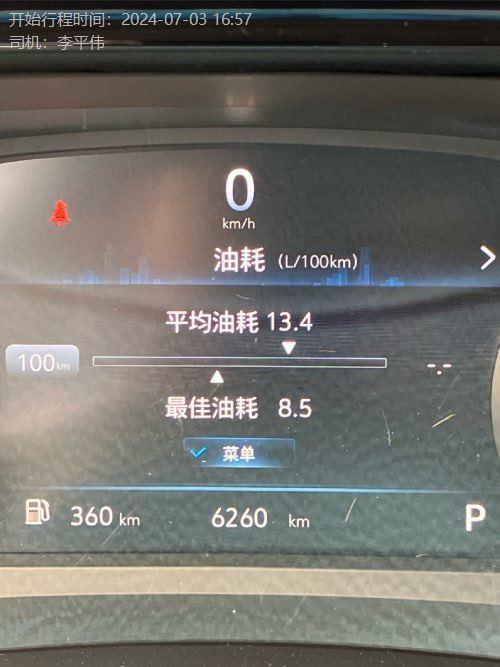 开始行程时间：2024-07-03 16:57
司机：李平伟
0
km/h
油耗 (L/100km)
平均油耗 13.4
100km
-.-
最佳油耗 8.5
菜单
360 km 6260 km P